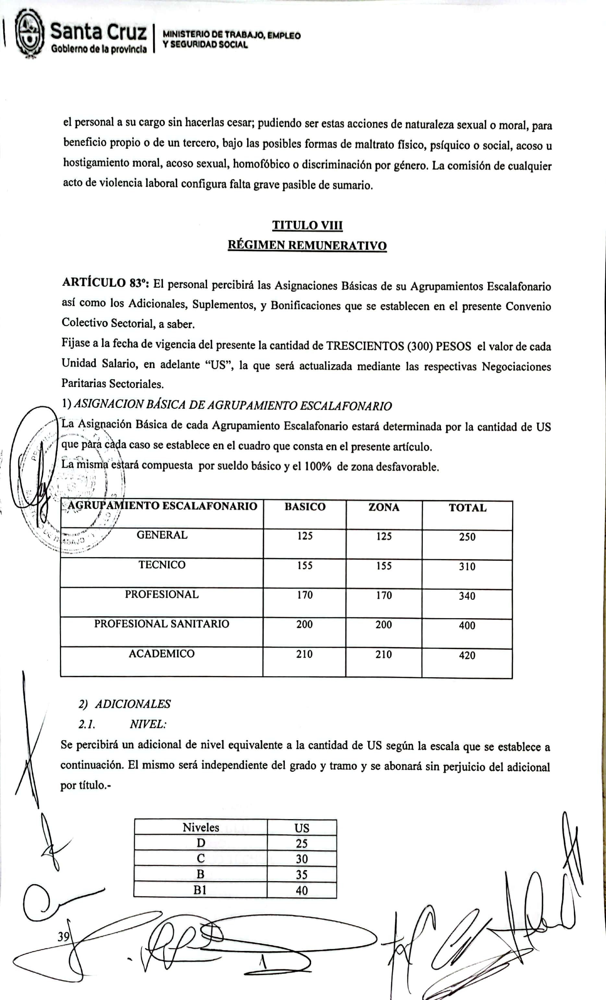 Santa Cruz
Gobierno de la provincia
MINISTERIO DE TRABAJO, EMPLEO
Y SEGURIDAD SOCIAL
el personal a su cargo sin hacerlas cesar; pudiendo ser estas acciones de naturaleza sexual o moral, para
beneficio propio o de un tercero, bajo las posibles formas de maltrato físico, psíquico o social, acoso u
hostigamiento moral, acoso sexual, homofóbico o discriminación por género. La comisión de cualquier
acto de violencia laboral configura falta grave pasible de sumario.
TITULO VIII
RÉGIMEN REMUNERATIVO
ARTÍCULO 83º: El personal percibirá las Asignaciones Básicas de su Agrupamientos Escalafonario
así como los Adicionales, Suplementos, y Bonificaciones que se establecen en el presente Convenio
Colectivo Sectorial, a saber.
Fijase a la fecha de vigencia del presente la cantidad de TRESCIENTOS (300) PESOS el valor de cada
Unidad Salario, en adelante “US”, la que será actualizada mediante las respectivas Negociaciones
Paritarias Sectoriales.
1) ASIGNACION BÁSICA DE AGRUPAMIENTO ESCALAFONARIO
La Asignación Básica de cada Agrupamiento Escalafonario estará determinada por la cantidad de US
que para cada caso se establece en el cuadro que consta en el presente artículo.
La misma estará compuesta por sueldo básico y el 100% de zona desfavorable.
AGRUPAMIENTO ESCALAFONARIO BASICO ZONA TOTAL
GENERAL 125 125 250
TECNICO 155 155 310
PROFESIONAL 170 170 340
PROFESIONAL SANITARIO 200 200 400
ACADEMICO 210 210 420
DE TRABAJO
2) ADICIONALES
2.1. NIVEL:
Se percibirá un adicional de nivel equivalente a la cantidad de US según la escala que se establece a
continuación. El mismo será independiente del grado y tramo y se abonará sin perjuicio del adicional
por título.-
Niveles US
D 25
C 30
B 35
B1 40
39